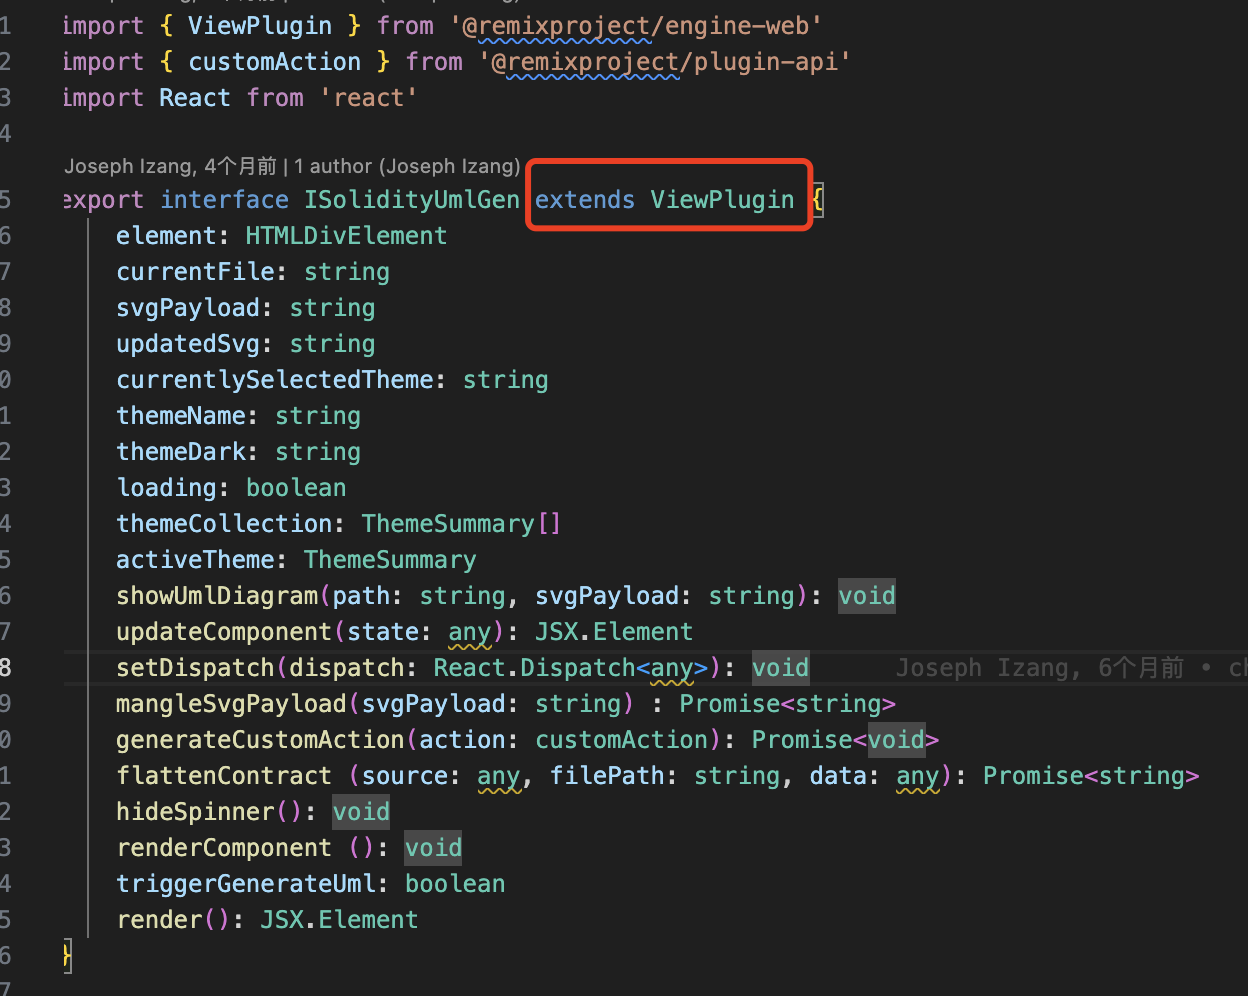 1 import { ViewPlugin } from '@remixproject/engine-web'
2 import { customAction } from '@remixproject/plugin-api'
3 import React from 'react'
4
Joseph Izang, 4个月前 | 1 author (Joseph Izang)
5 export interface ISolidityUmlGen extends ViewPlugin {
6 element: HTMLDivElement
7 currentFile: string
8 svgPayload: string
9 updatedSvg: string
0 currentlySelectedTheme: string
1 themeName: string
2 themeDark: string
3 loading: boolean
4 themeCollection: ThemeSummary[]
5 activeTheme: ThemeSummary
6 showUmlDiagram(path: string, svgPayload: string): void
7 updateComponent(state: any): JSX.Element
8 setDispatch(dispatch: React.Dispatch<any>): void Joseph Izang, 6个月前 • ch
9 mangleSvgPayload(svgPayload: string) : Promise<string>
0 generateCustomAction(action: customAction): Promise<void>
1 flattenContract (source: any, filePath: string, data: any): Promise<string>
2 hideSpinner(): void
3 renderComponent (): void
4 triggerGenerateUml: boolean
5 render(): JSX.Element
6 }
7